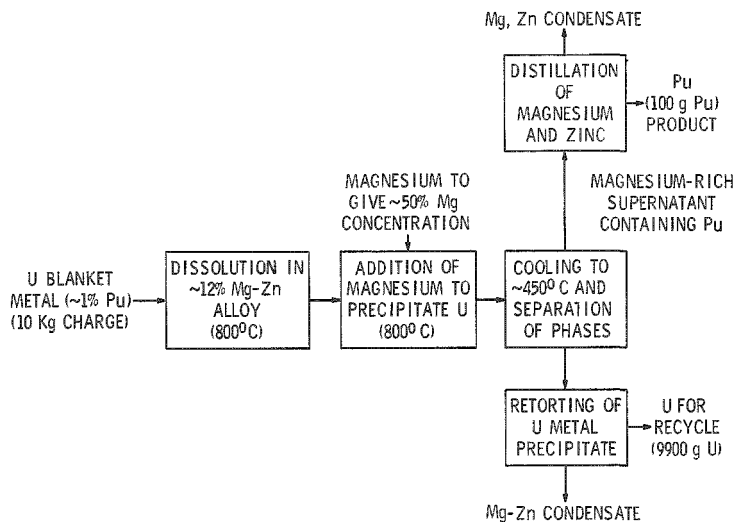 Mg, Zn CONDENSATE
DISTILLATION
OF
MAGNESIUM
AND ZINC
Pu
(100 g Pu)
PRODUCT
MAGNESIUM TO
GIVE ~50% Mg
CONCENTRATION
MAGNESIUM-RICH
SUPERNATANT
CONTAINING Pu
U BLANKET
METAL (~1% Pu)
(10 Kg CHARGE)
DISSOLUTION IN
~12% Mg-Zn
ALLOY
(800°C)
ADDITION OF
MAGNESIUM TO
PRECIPITATE U
(800°C)
COOLING TO
~450°C AND
SEPARATION
OF PHASES
RETORTING OF
U METAL
PRECIPITATE
U FOR
RECYCLE
(9900 g U)
Mg-Zn CONDENSATE